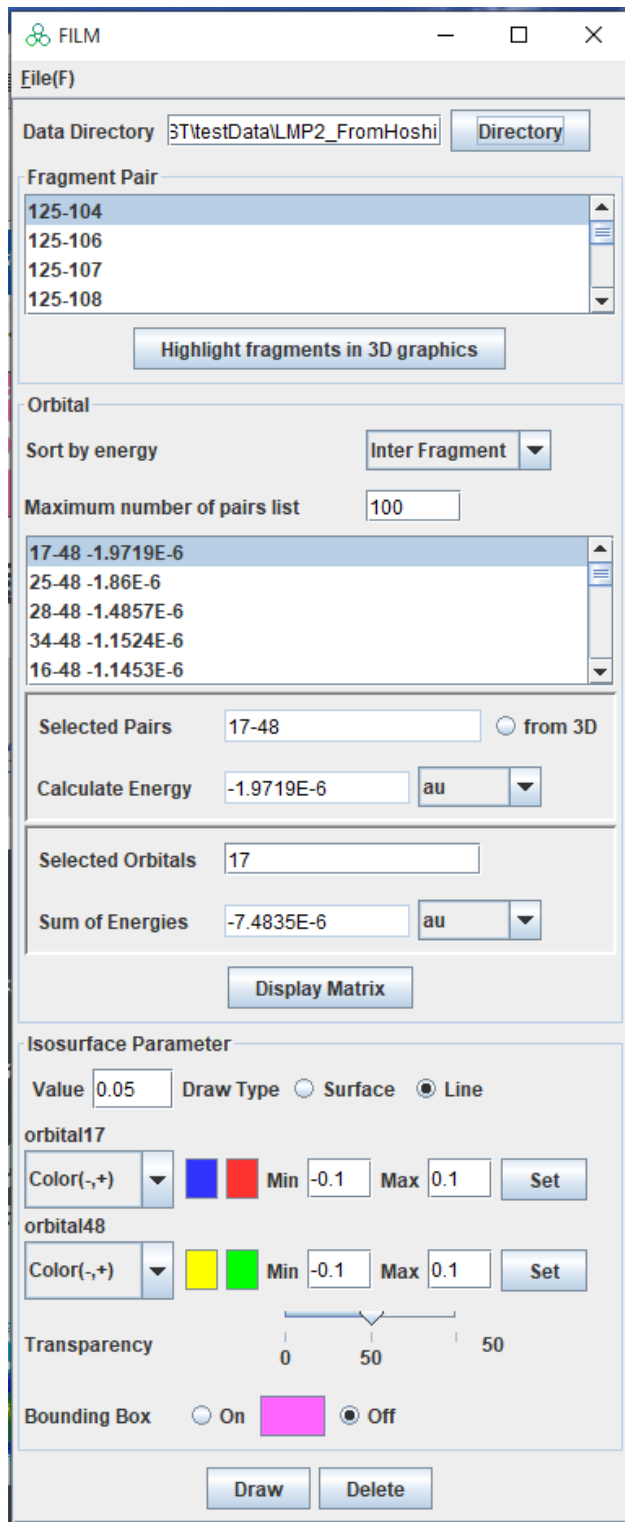 FILM
File(F)
Data Directory ST\testData\LMP2_FromHoshi Directory
Fragment Pair
125-104
125-106
125-107
125-108
Highlight fragments in 3D graphics
Orbital
Sort by energy Inter Fragment
Maximum number of pairs list 100
17-48 -1.9719E-6
25-48 -1.86E-6
28-48 -1.4857E-6
34-48 -1.1524E-6
16-48 -1.1453E-6
Selected Pairs 17-48 from 3D
Calculate Energy -1.9719E-6 au
Selected Orbitals 17
Sum of Energies -7.4835E-6 au
Display Matrix
Isosurface Parameter
Value 0.05 Draw Type Surface Line
orbital17
Color(-,+) Min -0.1 Max 0.1 Set
orbital48
Color(-,+) Min -0.1 Max 0.1 Set
Transparency 0 50 50
Bounding Box On Off
Draw Delete